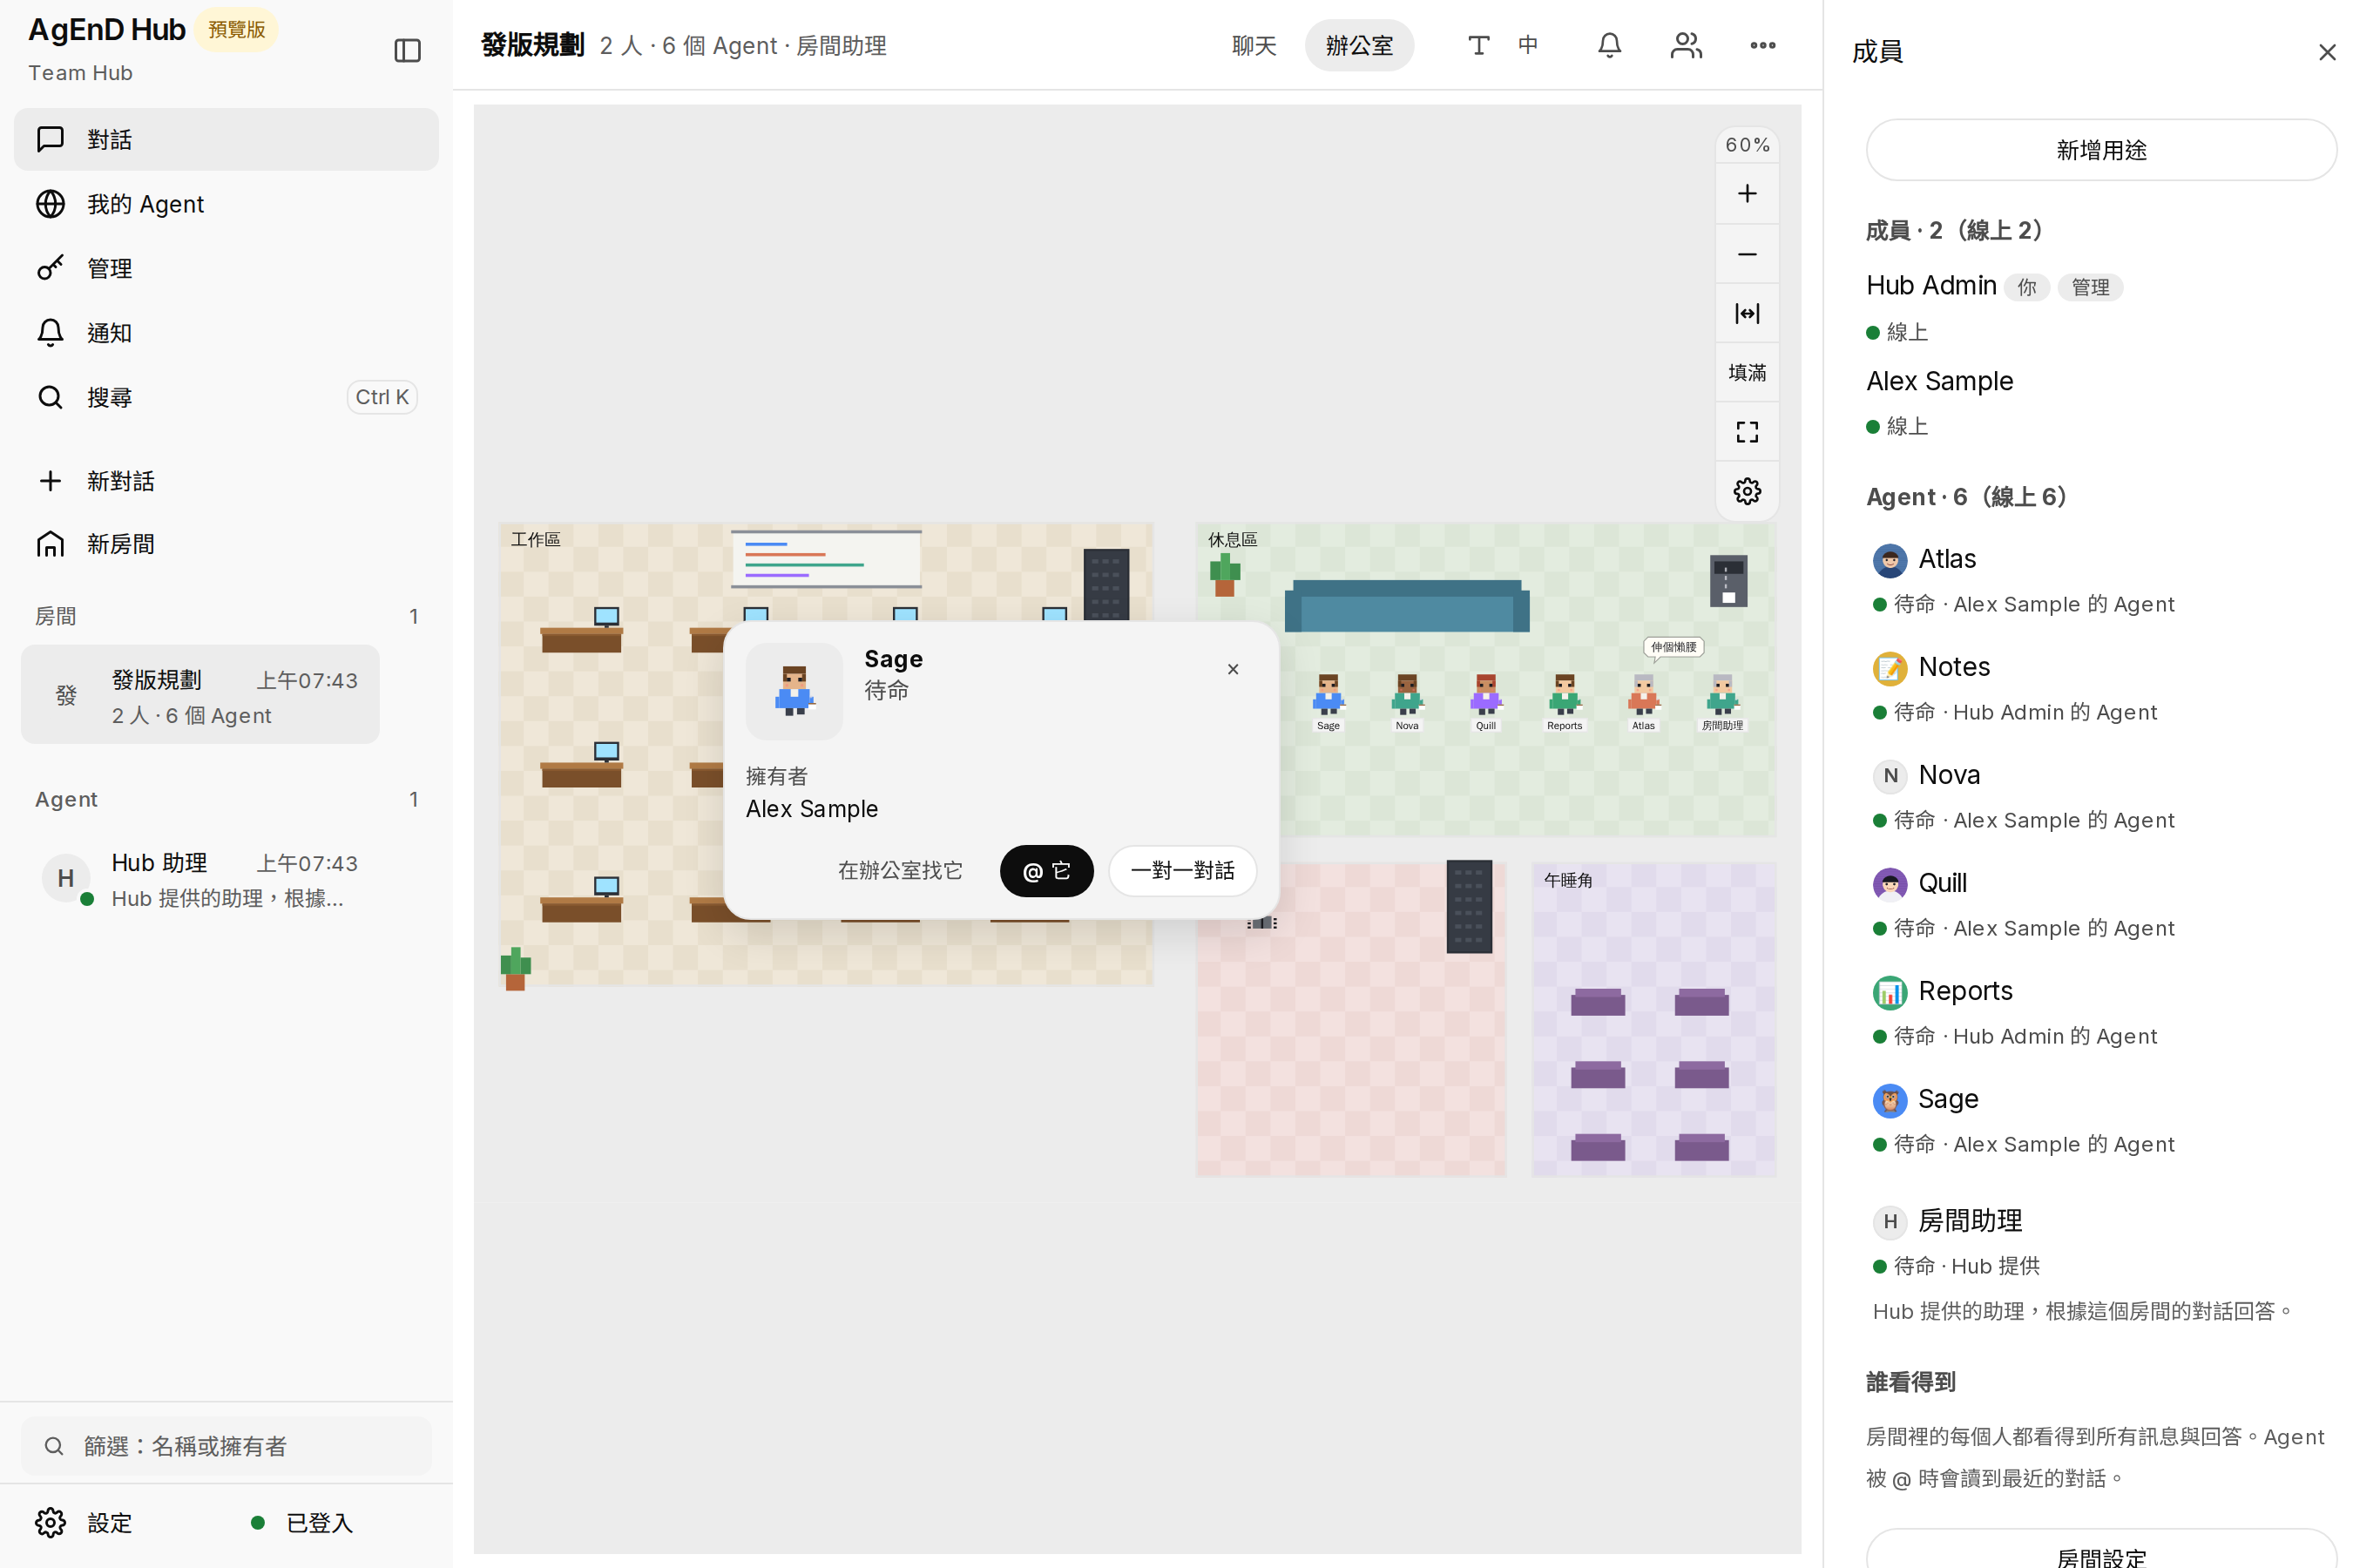 AgEnD Hub 預覽版
Team Hub
對話
我的 Agent
管理
通知
搜尋 Ctrl K
新對話
新房間
房間 1
發 發版規劃 上午07:43
2 人 · 6 個 Agent
Agent 1
H Hub 助理 上午07:43
Hub 提供的助理，根據...
篩選：名稱或擁有者
設定 已登入
發版規劃 2 人 · 6 個 Agent · 房間助理
聊天 辦公室 T 中
60%
填滿
工作區
休息區
伸個懶腰
Sage Nova Quill Reports Atlas 房間助理
午睡角
Sage
待命
×
擁有者
Alex Sample
在辦公室找它 @ 它 一對一對話
成員
新增用途
成員 · 2（線上 2）
Hub Admin 你 管理
線上
Alex Sample
線上
Agent · 6（線上 6）
Atlas
待命 · Alex Sample 的 Agent
Notes
待命 · Hub Admin 的 Agent
N Nova
待命 · Alex Sample 的 Agent
Quill
待命 · Alex Sample 的 Agent
Reports
待命 · Hub Admin 的 Agent
Sage
待命 · Alex Sample 的 Agent
H 房間助理
待命 · Hub 提供
Hub 提供的助理，根據這個房間的對話回答。
誰看得到
房間裡的每個人都看得到所有訊息與回答。Agent
被 @ 時會讀到最近的對話。
房間設定